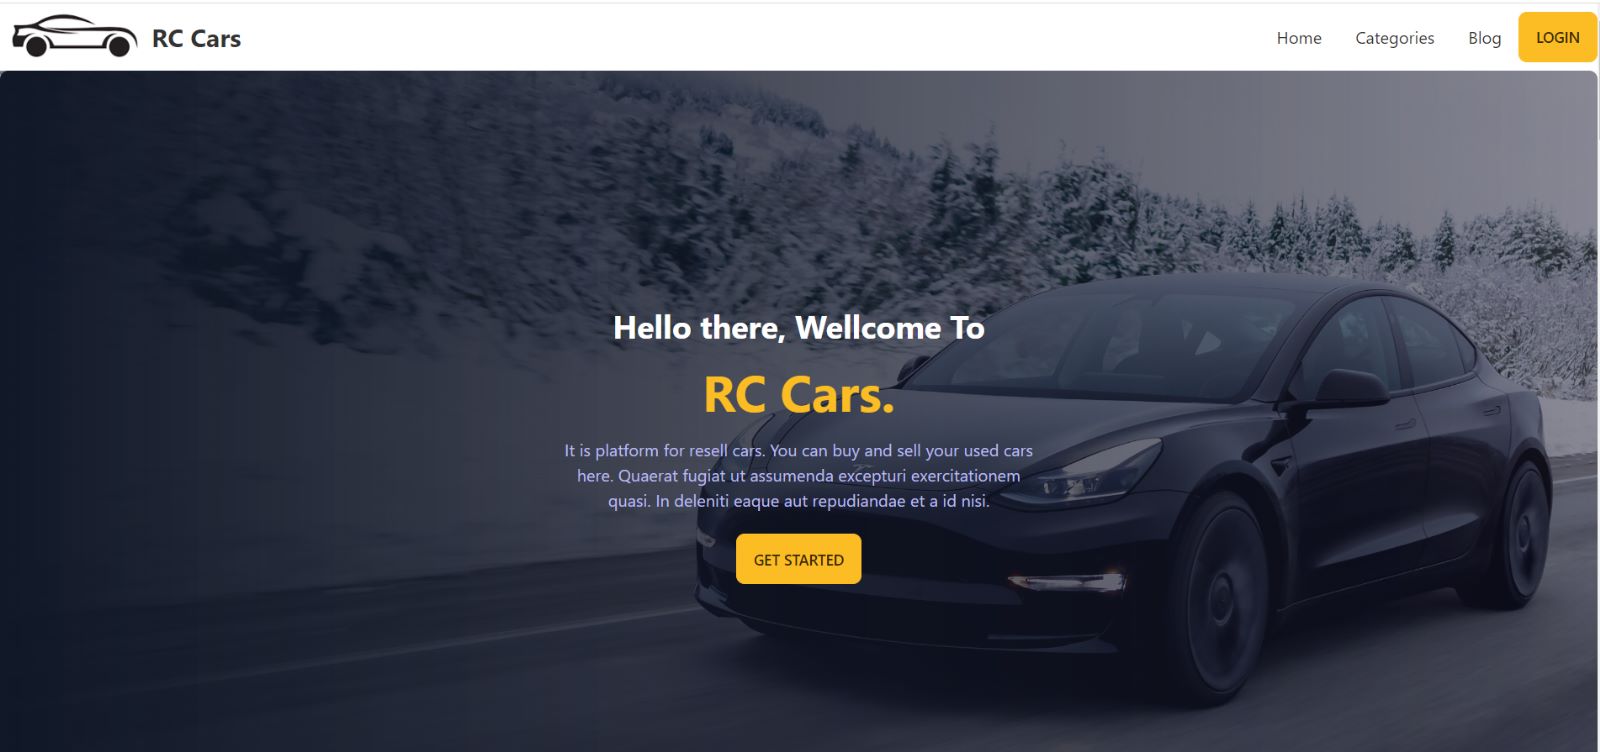 RC Cars
Home
Categories
Blog
LOGIN
Hello there, Wellcome To
RC Cars.
It is platform for resell cars. You can buy and sell your used cars
here. Quaerat fugiat ut assumenda excepturi exercitationem
quasi. In deleniti eaque aut repudiandae et a id nisi.
GET STARTED